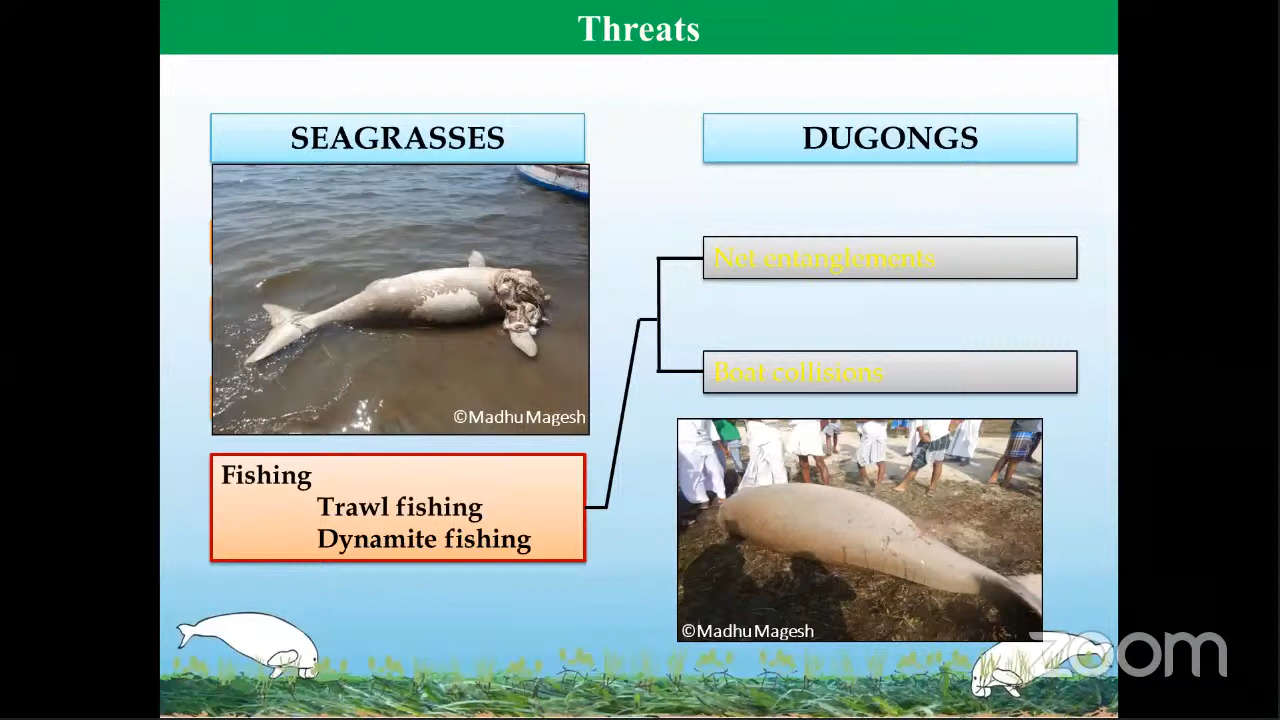 Threats
SEAGRASSES
DUGONGS
Net entanglements
Boat collisions
©MadhuMagesh
Fishing
Trawl fishing
Dynamite fishing
©MadhuMagesh
zoom